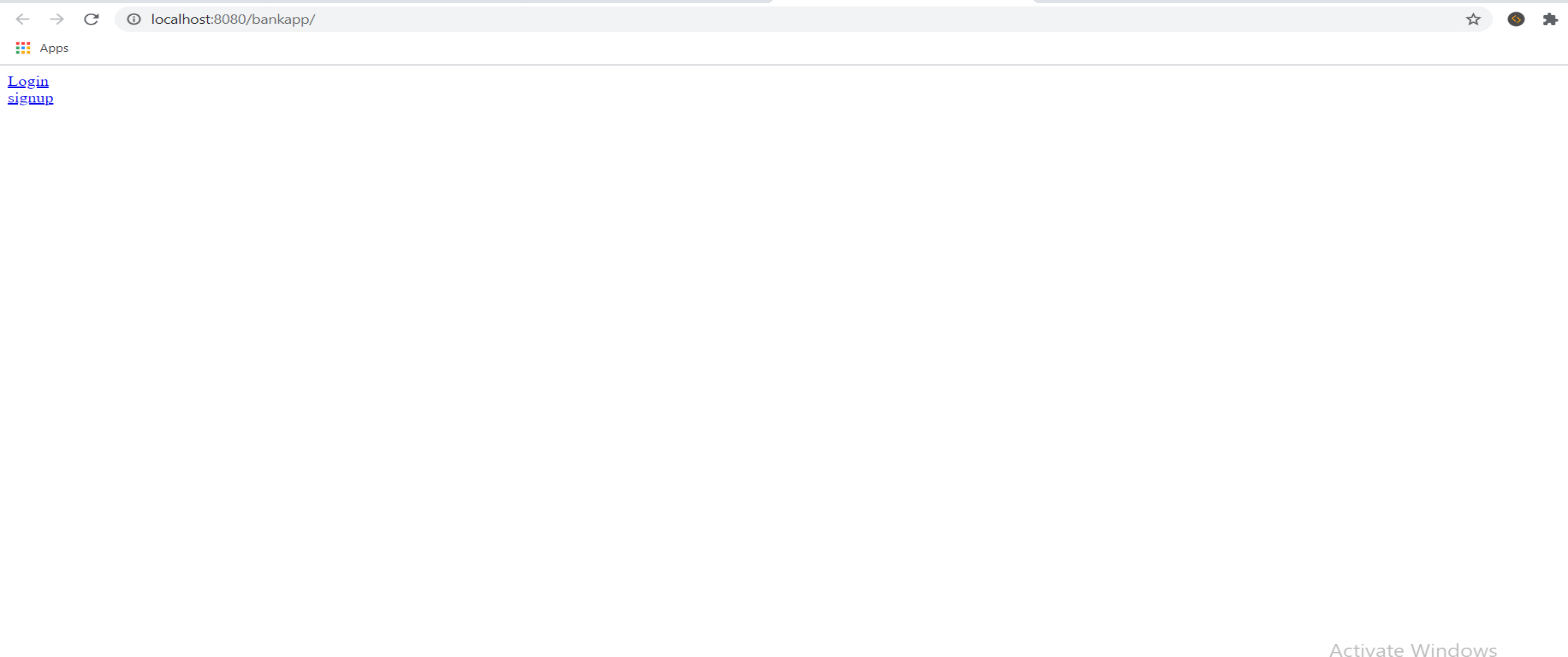 localhost:8080/bankapp/
Apps
Login
signup
Activate Windows